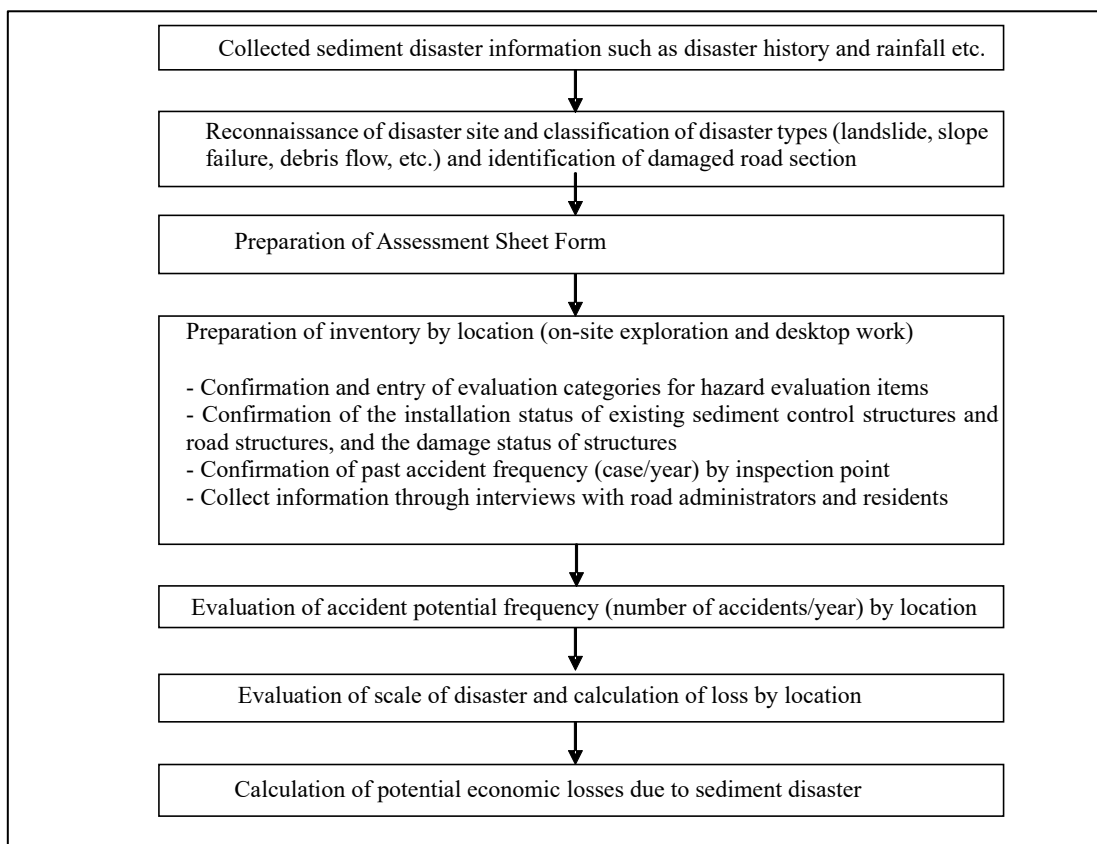 Collected sediment disaster information such as disaster history and rainfall etc.
Reconnaissance of disaster site and classification of disaster types (landslide, slope
failure, debris flow, etc.) and identification of damaged road section
Preparation of Assessment Sheet Form
Preparation of inventory by location (on-site exploration and desktop work)
- Confirmation and entry of evaluation categories for hazard evaluation items
- Confirmation of the installation status of existing sediment control structures and
road structures, and the damage status of structures
- Confirmation of past accident frequency (case/year) by inspection point
- Collect information through interviews with road administrators and residents
Evaluation of accident potential frequency (number of accidents/year) by location
Evaluation of scale of disaster and calculation of loss by location
Calculation of potential economic losses due to sediment disaster